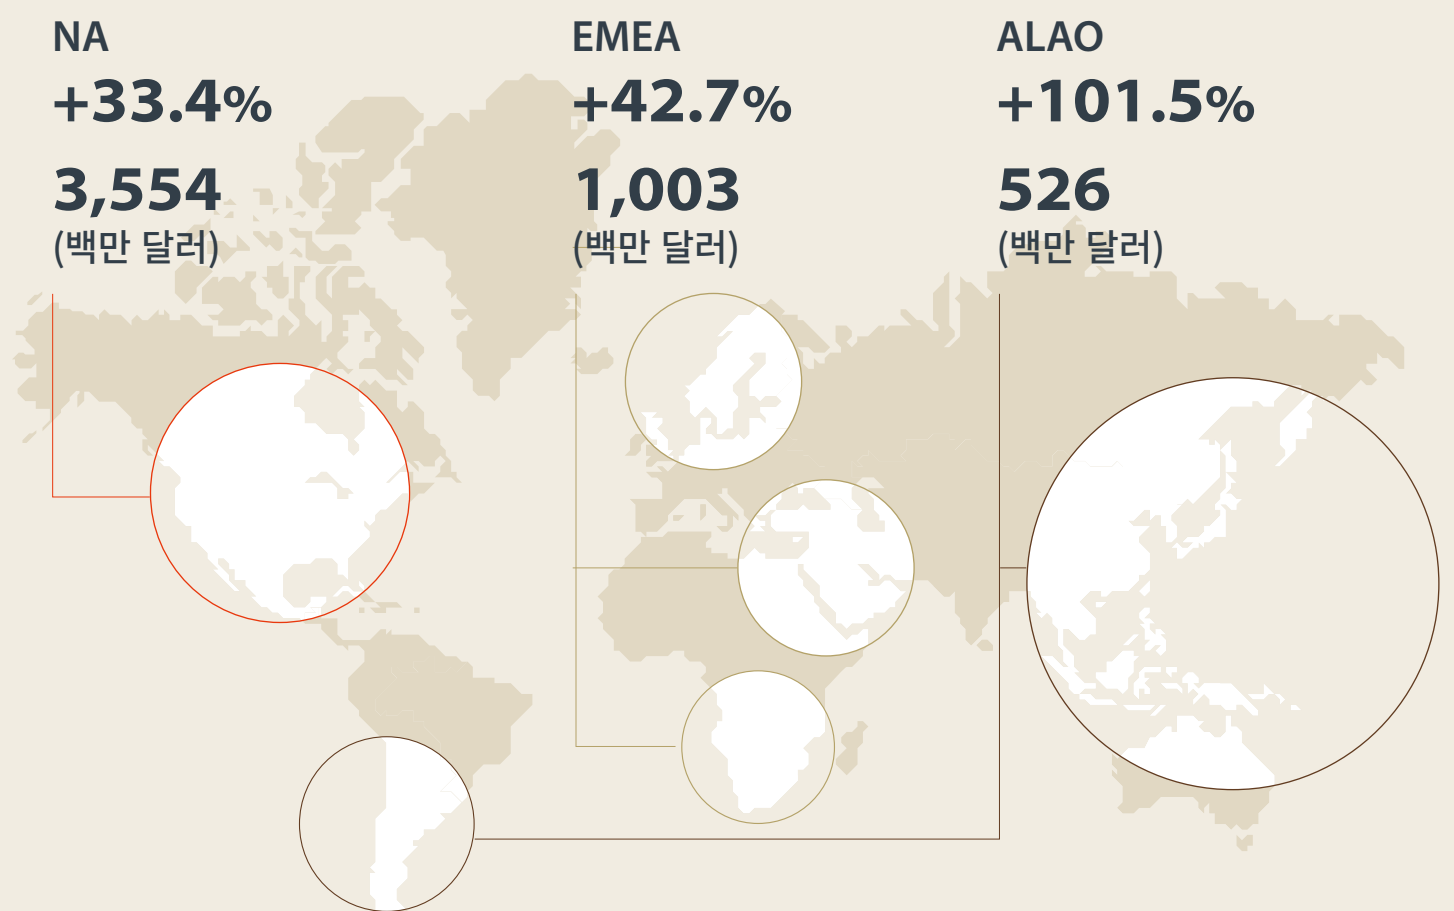 NA
+33.4%
3,554
(백만 달러)
EMEA
+42.7%
1,003
(백만 달러)
ALAO
+101.5%
526
(백만 달러)